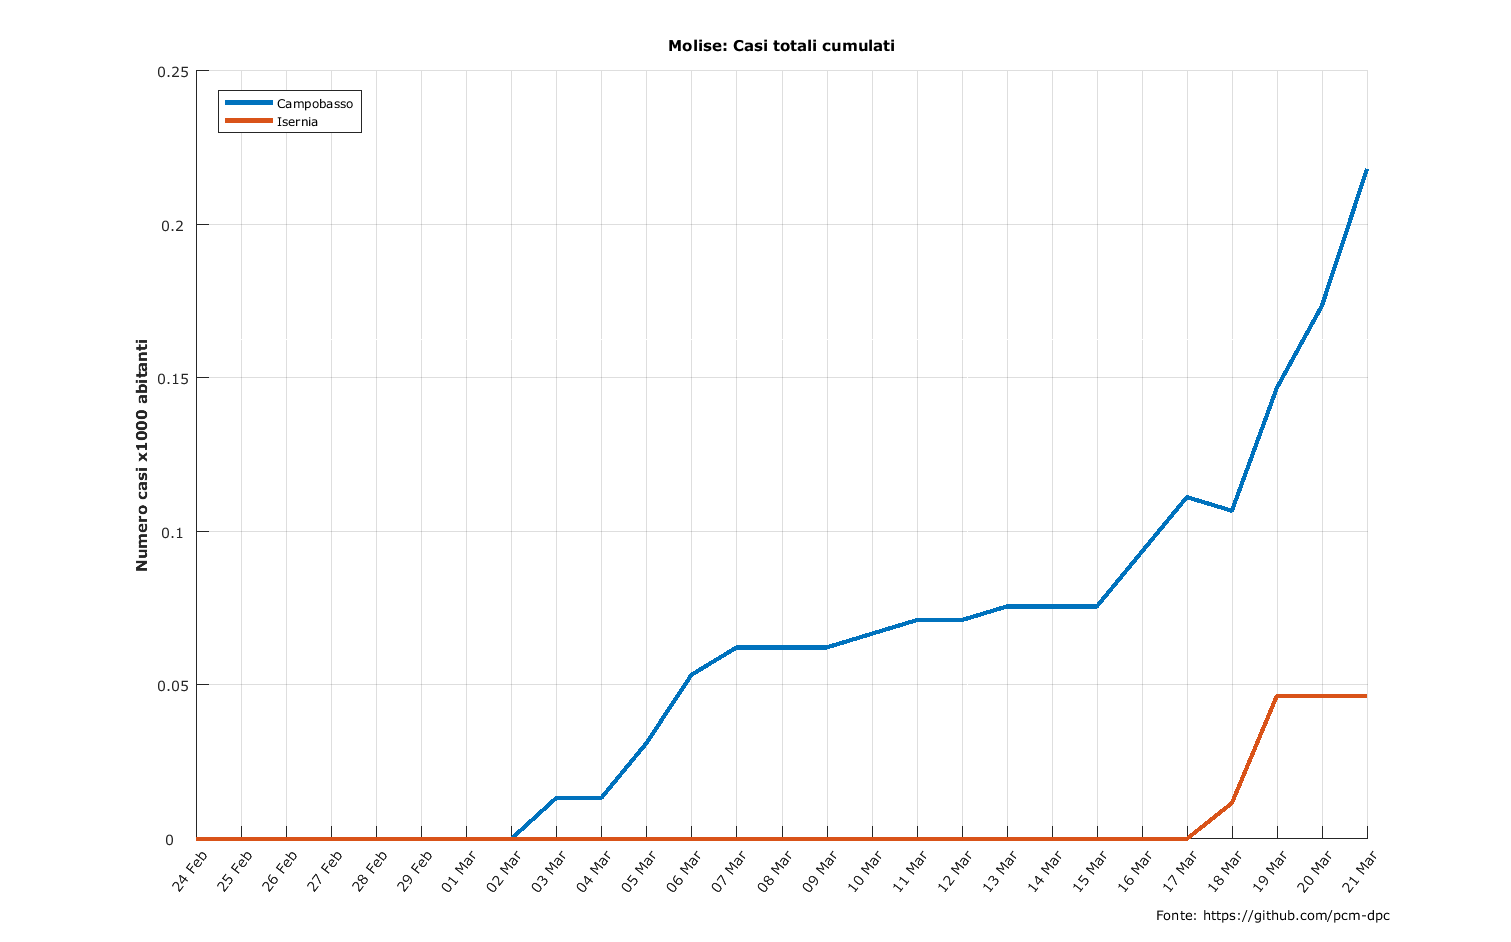 Molise: Casi totali cumulati
Campobasso
Isernia
Numero casi x1000 abitanti
0.25
0.2
0.15
0.1
0.05
0
24 Feb
25 Feb
26 Feb
27 Feb
28 Feb
29 Feb
01 Mar
02 Mar
03 Mar
04 Mar
05 Mar
06 Mar
07 Mar
08 Mar
09 Mar
10 Mar
11 Mar
12 Mar
13 Mar
14 Mar
15 Mar
16 Mar
17 Mar
18 Mar
19 Mar
20 Mar
21 Mar
Fonte: https://github.com/pcm-dpc